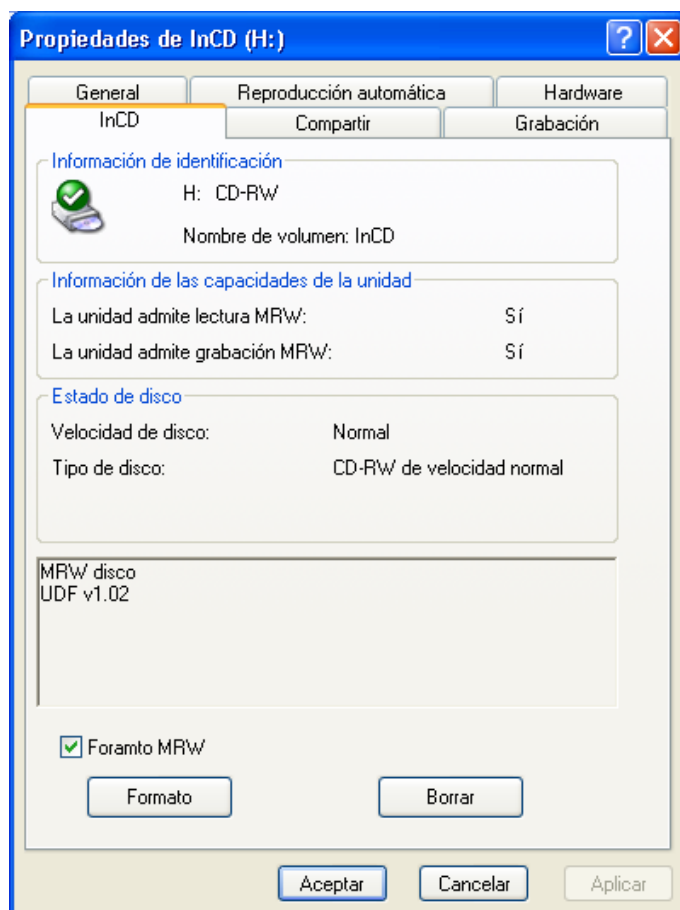 Propiedades de InCD (H:)
General Reproducción automática Hardware
InCD Compartir Grabación
Información de identificación
H: CD-RW
Nombre de volumen: InCD
Información de las capacidades de la unidad
La unidad admite lectura MRW: Sí
La unidad admite grabación MRW: Sí
Estado de disco
Velocidad de disco: Normal
Tipo de disco: CD-RW de velocidad normal
MRW disco
UDF v1.02
Foramto MRW
Formato Borrar
Aceptar Cancelar Aplicar